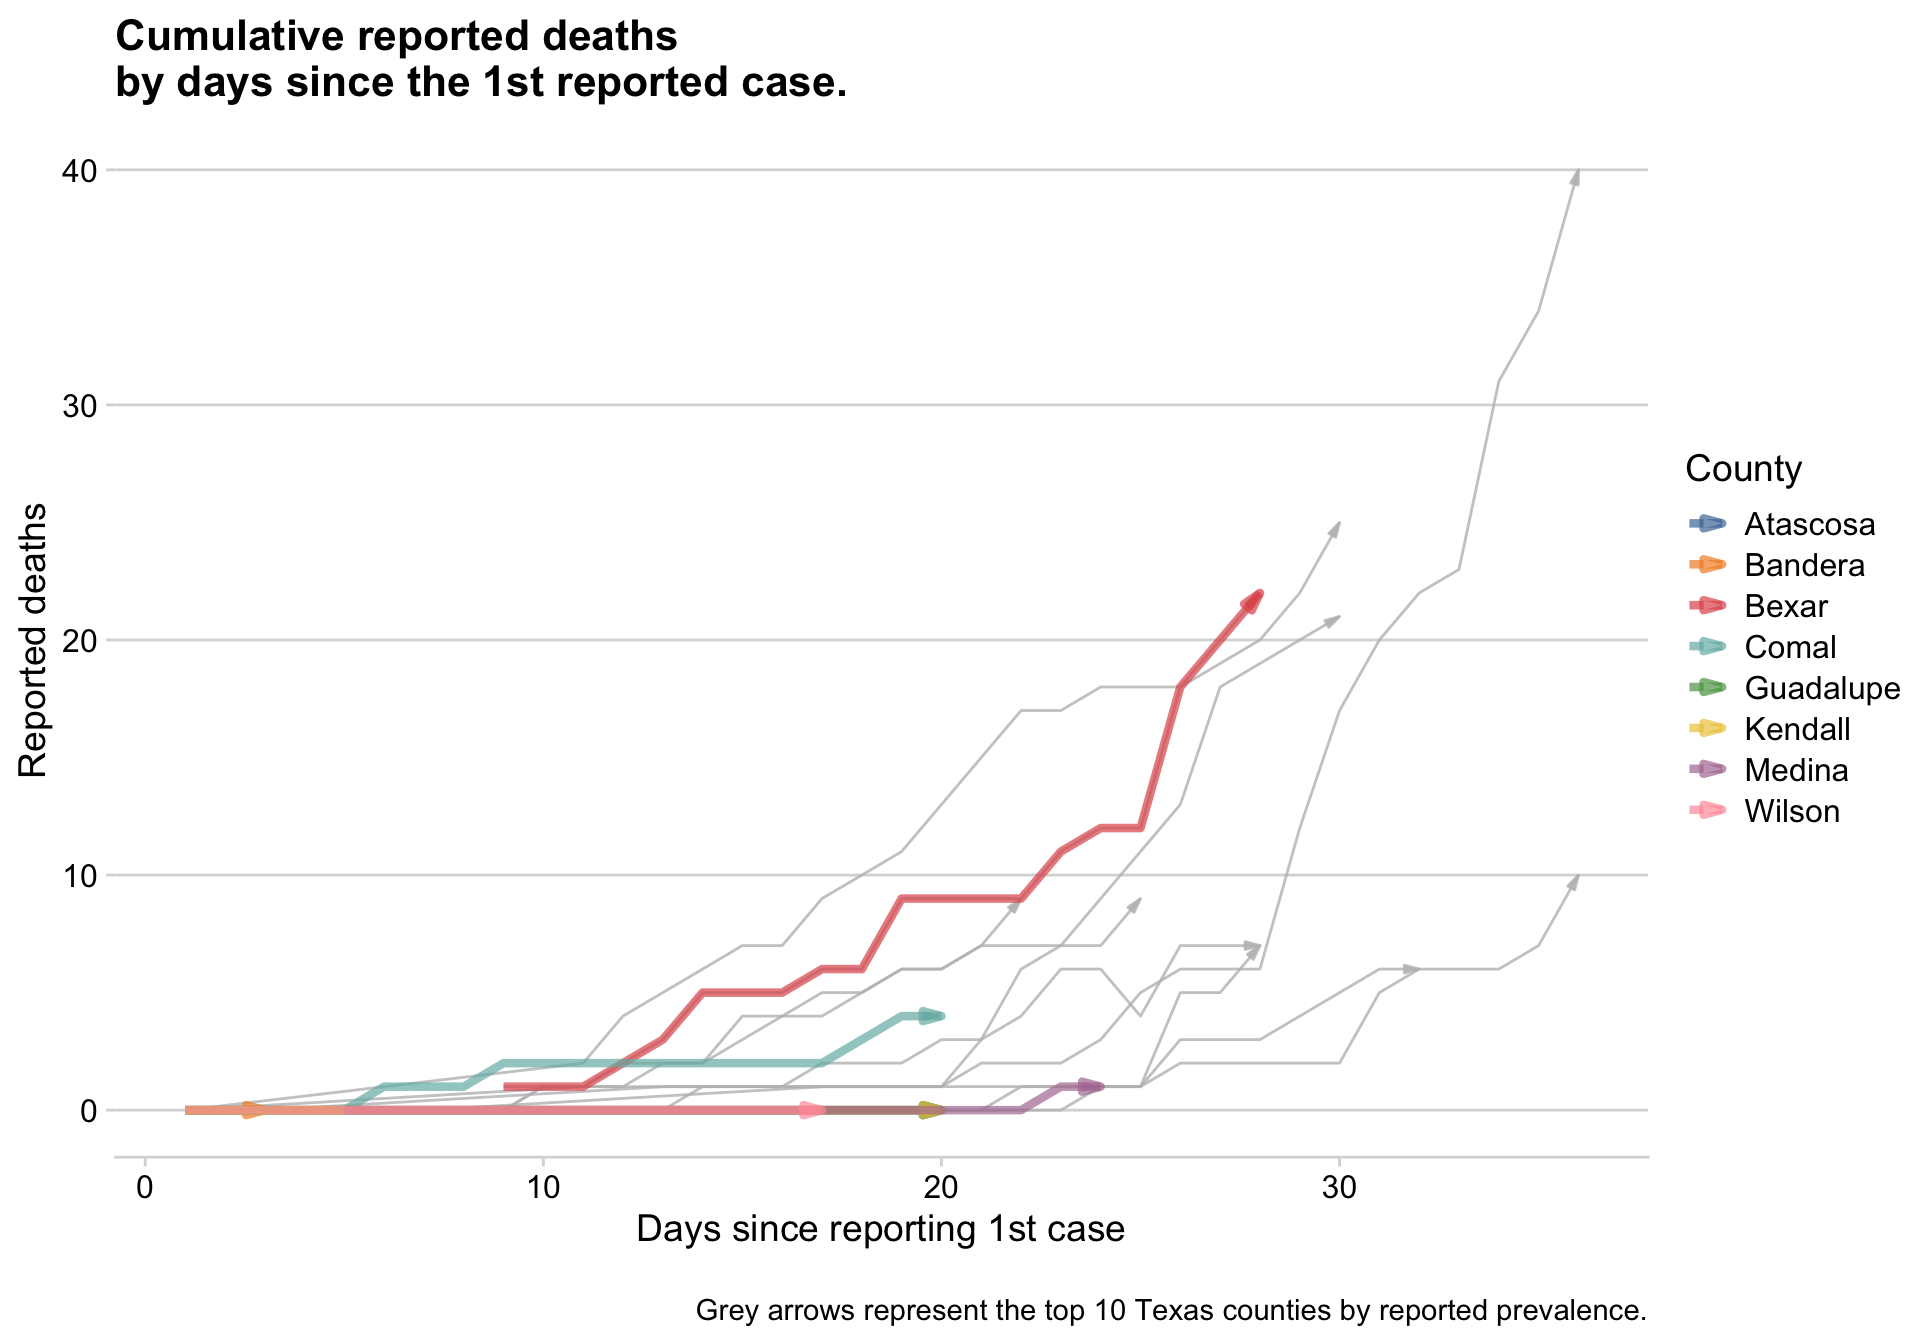 Cumulative reported deaths
by days since the 1st reported case.
40
30
20
10
0
Reported deaths
0 10 20 30
Days since reporting 1st case
County
Atascosa
Bandera
Bexar
Comal
Guadalupe
Kendall
Medina
Wilson
Grey arrows represent the top 10 Texas counties by reported prevalence.